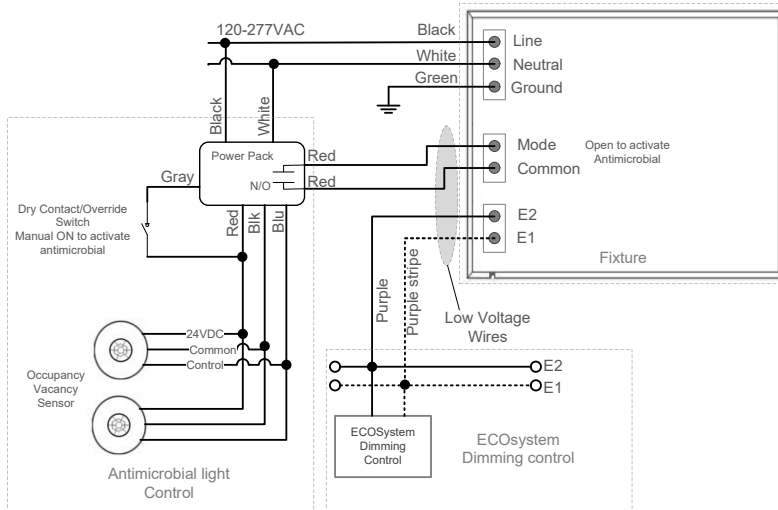 120-277VAC
Black
White
Green
Line
Neutral
Ground
Black
White
Power Pack
N/O
Red
Red
Mode
Common
Open to activate
Antimicrobial
Gray
Dry Contact/Override
Switch
Manual ON to activate
antimicrobial
Red
Blk
Blu
E2
E1
Fixture
Purple
Purple stripe
Low Voltage
Wires
24VDC
Common
Control
Occupancy
Vacancy
Sensor
E2
E1
ECOSystem
Dimming
Control
ECOsystem
Dimming control
Antimicrobial light
Control